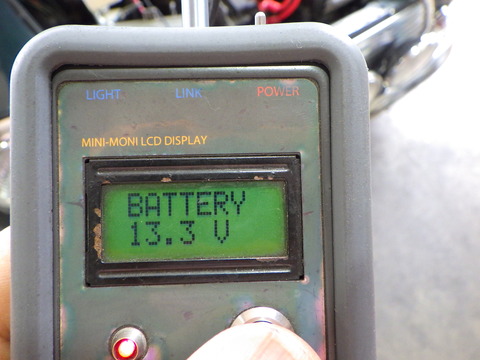 LIGHT LINK POWER
MINI-MONI LCD DISPLAY
BATTERY
13.3 V